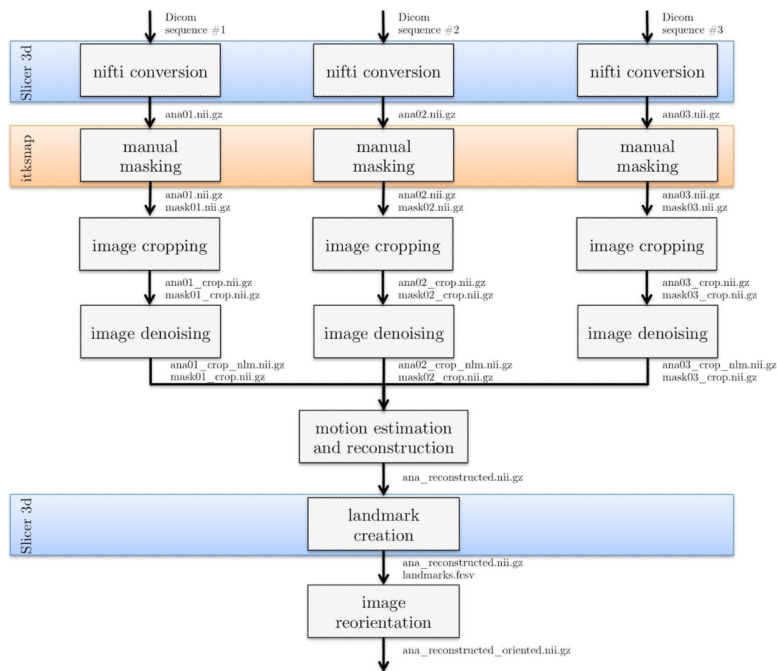 Dicom
sequence #1
Dicom
sequence #2
Dicom
sequence #3
Slicer 3d
nifti conversion
nifti conversion
nifti conversion
ana01.nii.gz
ana02.nii.gz
ana03.nii.gz
itksnap
manual
masking
manual
masking
manual
masking
ana01.nii.gz
mask01.nii.gz
ana02.nii.gz
mask02.nii.gz
ana03.nii.gz
mask03.nii.gz
image cropping
image cropping
image cropping
ana01_crop.nii.gz
mask01_crop.nii.gz
ana02_crop.nii.gz
mask02_crop.nii.gz
ana03_crop.nii.gz
mask03_crop.nii.gz
image denoising
image denoising
image denoising
ana01_crop_nlm.nii.gz
mask01_crop.nii.gz
ana02_crop_nlm.nii.gz
mask02_crop.nii.gz
ana03_crop_nlm.nii.gz
mask03_crop.nii.gz
motion estimation
and reconstruction
ana_reconstructed.nii.gz
Slicer 3d
landmark
creation
ana_reconstructed.nii.gz
landmarks.fcsv
image
reorientation
ana_reconstructed_oriented.nii.gz